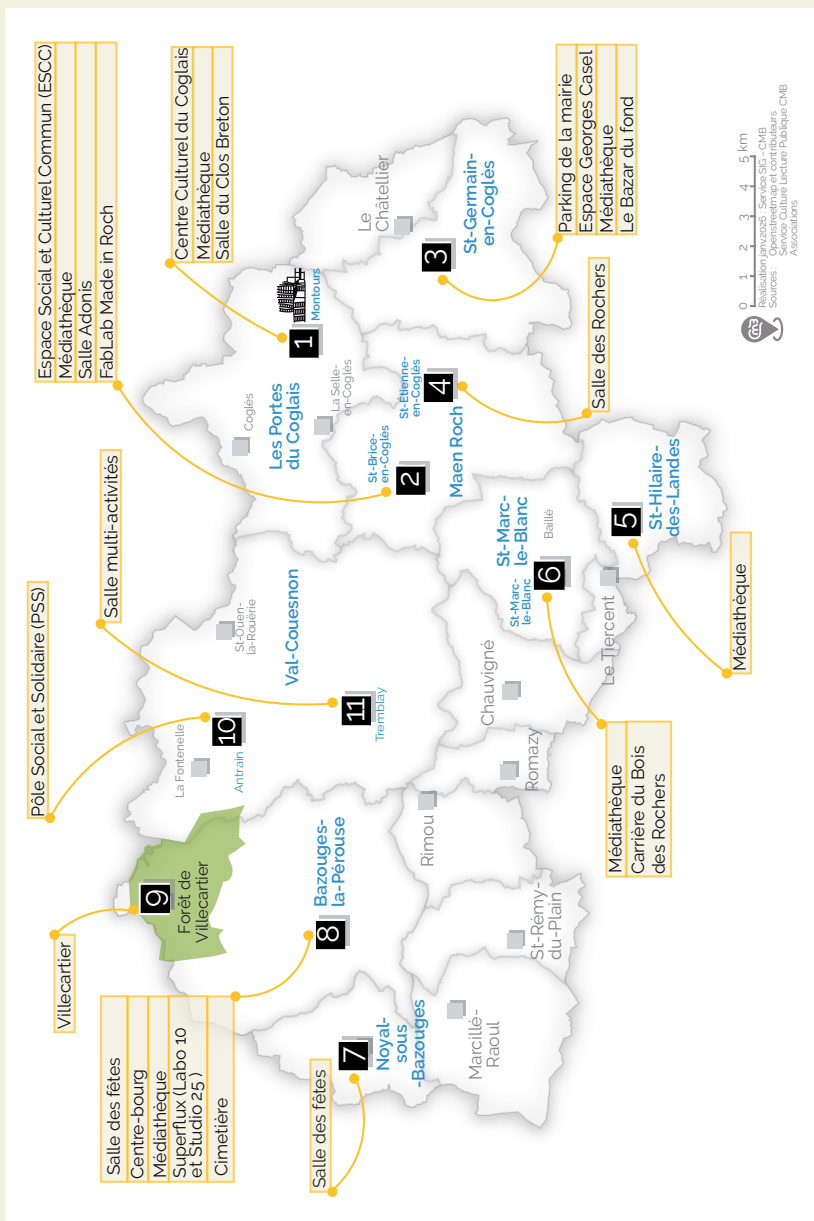 Villecartier
Pôle Social et Solidaire (PSS)
Salle multi-activités
Espace Social et Culturel Commun (ESCC)
Médiathèque
Salle Adonis
FabLab Made in Roch
Centre Culturel du Coglais
Médiathèque
Salle du Clos Breton
Salle des fêtes
Centre-bourg
Médiathèque
Superflux (Labo 10
et Studio 25 )
Cimetière
9
Forêt de
Villecartier
La Fontenelle
10
Antrain
St-Ouen-
la-Rouërie
Val-Couesnon
11
Tremblay
Coglès
Les Portes
du Coglais
La Selle-
en-Coglès
1
Montours
Le
Châtellier
8
Bazouges-
la-Pérouse
7
Noyal-
sous
-Bazouges
Marcillé-
Raoul
St-Rémy-
du-Plain
Rimou
Romazy
Chauvigné
St-Brice-
en-Coglès
2
Maen Roch
St-Étienne-
en-Coglès
4
3
St-Germain-
en-Coglès
St-Marc-
le-Blanc
St-Marc-
le-Blanc
6
Baillé
Le Tiercent
5
St-Hilaire-
des-Landes
Salle des fêtes
Médiathèque
Carrière du Bois
des Rochers
Médiathèque
Salle des Rochers
Parking de la mairie
Espace Georges Casel
Médiathèque
Le Bazar du fond
0 1 2 3 4 5 km
Réalisation janv.2026 : Service SIG - CMB
Sources : Openstreetmap et contributeurs
Service Culture Lecture Publique CMB
Associations